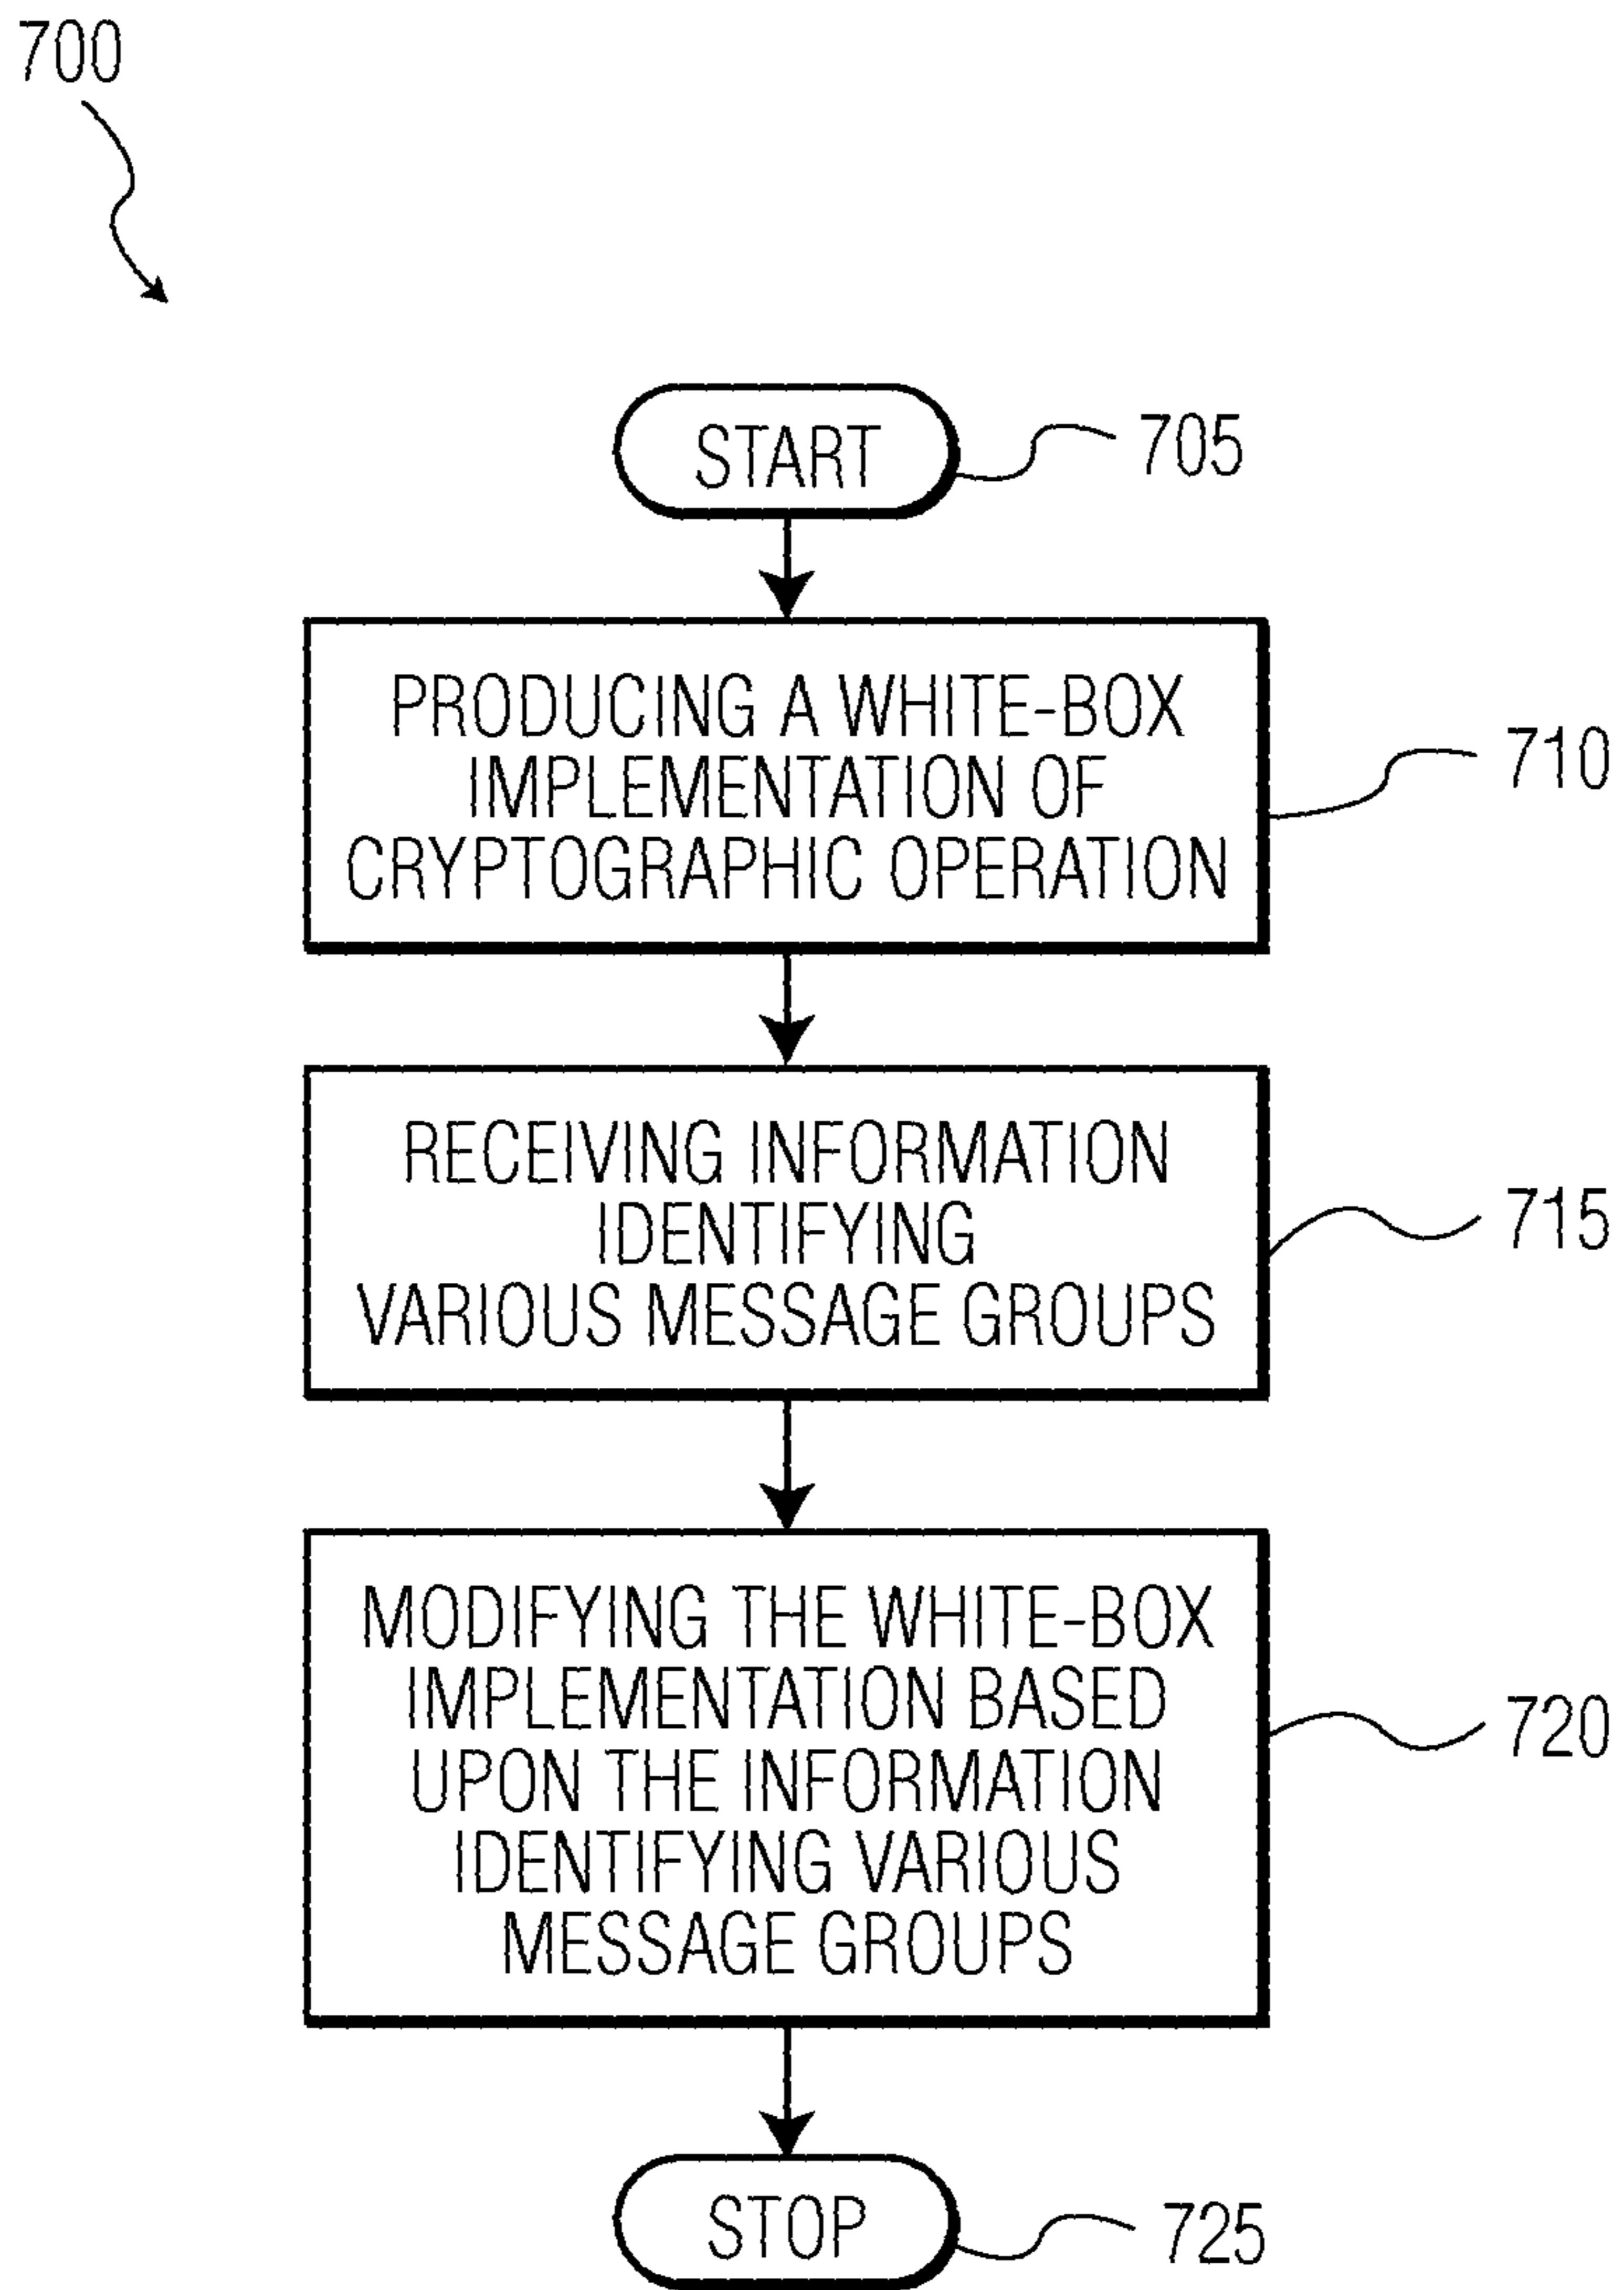 700
START
705
PRODUCING A WHITE-BOX
IMPLEMENTATION OF
CRYPTOGRAPHIC OPERATION
710
RECEIVING INFORMATION
IDENTIFYING
VARIOUS MESSAGE GROUPS
715
MODIFYING THE WHITE-BOX
IMPLEMENTATION BASED
UPON THE INFORMATION
IDENTIFYING VARIOUS
MESSAGE GROUPS
720
STOP
725